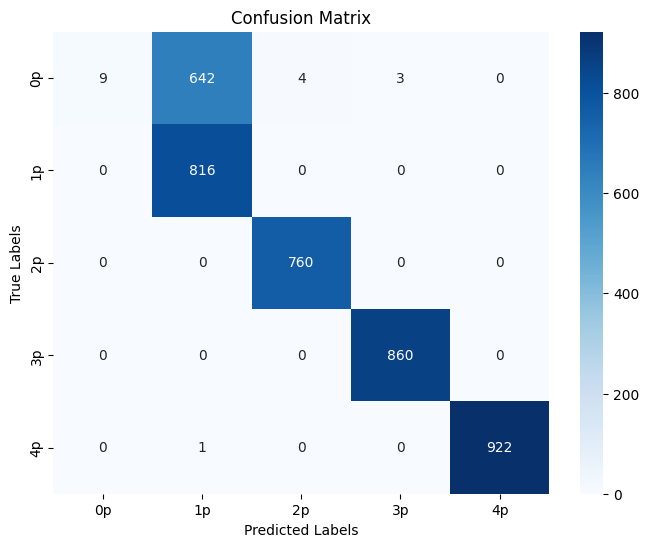 Confusion Matrix
0p 9 642 4 3 0
1p 0 816 0 0 0
2p 0 0 760 0 0
3p 0 0 0 860 0
4p 0 1 0 0 922
0p 1p 2p 3p 4p
Predicted Labels
True Labels
800
600
400
200
0